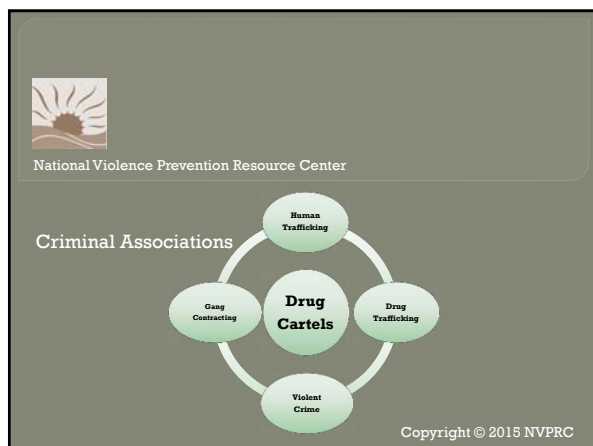 National Violence Prevention Resource Center
Criminal Associations
Human
Trafficking
Gang
Contracting
Drug
Cartels
Drug
Trafficking
Violent
Crime
Copyright © 2015 NVPRC